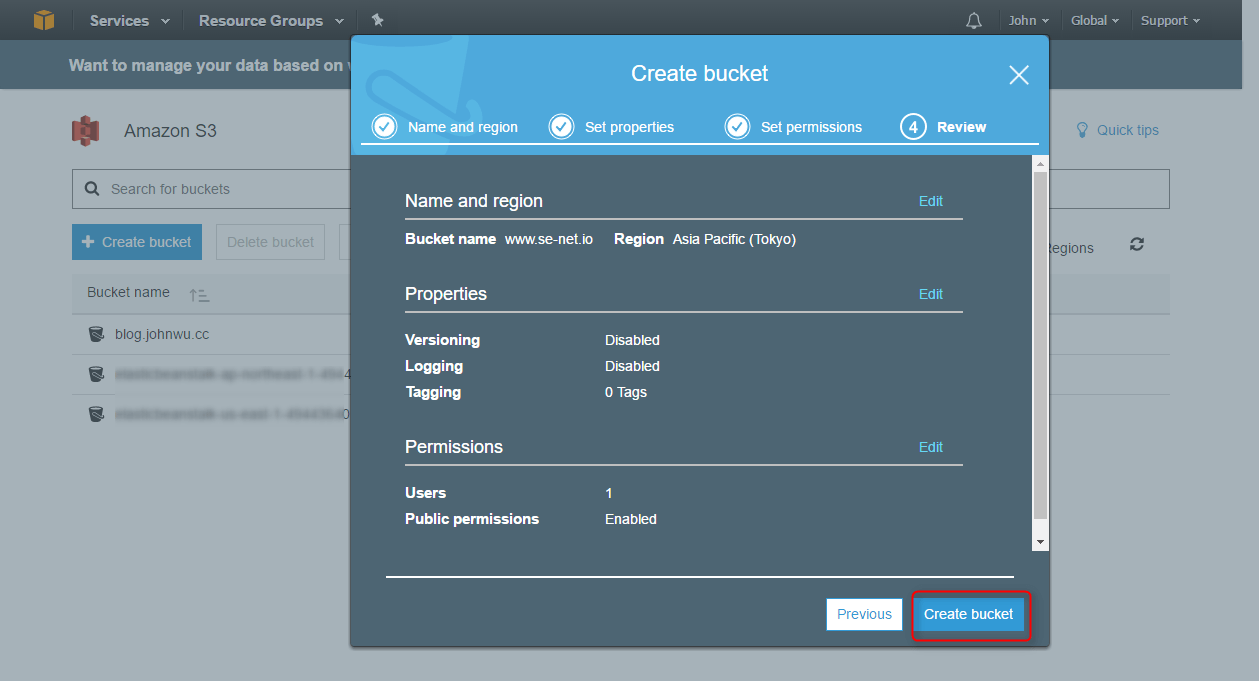 Services Resource Groups John Global Support
Want to manage your data based on
Create bucket
Name and region Set properties Set permissions 4 Review
Amazon S3 Quick tips
Search for buckets
Name and region Edit
Bucket name www.se-net.io Region Asia Pacific (Tokyo)
Create bucket Delete bucket Regions
Bucket name
Properties Edit
blog.johnwu.cc
Versioning Disabled
Logging Disabled
Tagging 0 Tags
Permissions Edit
Users 1
Public permissions Enabled
Previous Create bucket